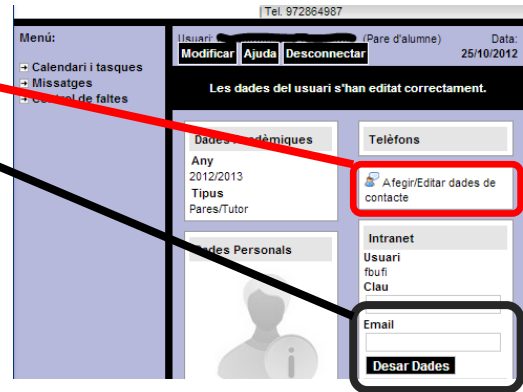 Tel. 972864987
Menú:
Calendari i tasques
Missatges
Control de faltes
Usuari: (Pare d'alumne) Data:
Modificar Ajuda Desconnectar 25/10/2012
Les dades del usuari s'han editat correctament.
Dades Acadèmiques
Any
2012/2013
Tipus
Pares/Tutor
Dades Personals
Telèfons
Afegir/Editar dades de
contacte
Intranet
Usuari
fbufi
Clau
Email
Desar Dades